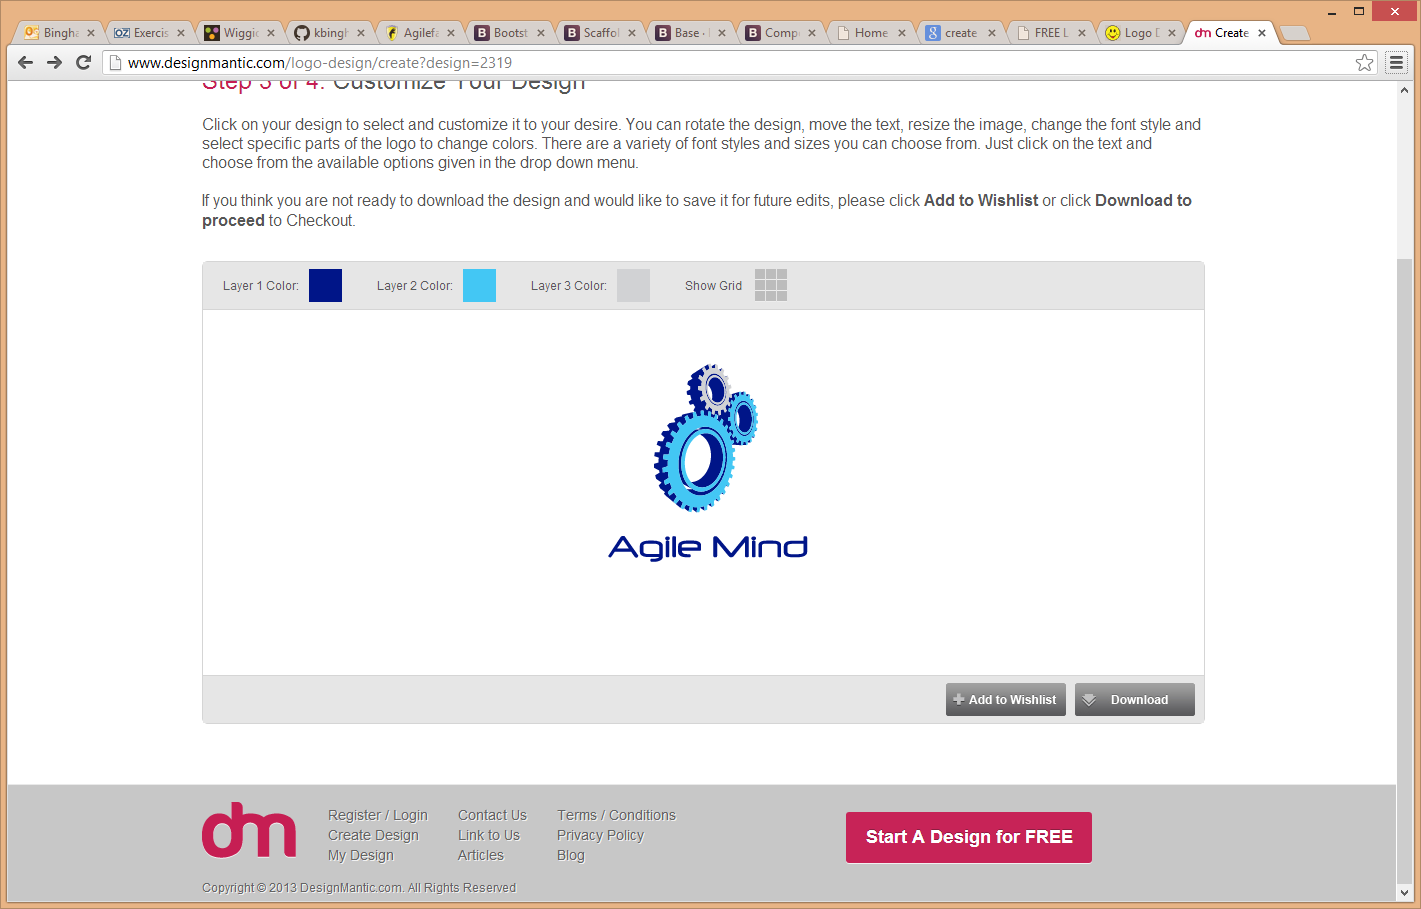 Bingha
Exercis
Wiggio
kbingh
Agilefa
Bootst
Scaffol
Base ·
Comp
Home
create
FREE L
Logo D
dm Create
www.designmantic.com/logo-design/create?design=2319
Step 3 of 4: Customize Your Design
Click on your design to select and customize it to your desire. You can rotate the design, move the text, resize the image, change the font style and
select specific parts of the logo to change colors. There are a variety of font styles and sizes you can choose from. Just click on the text and
choose from the available options given in the drop down menu.
If you think you are not ready to download the design and would like to save it for future edits, please click Add to Wishlist or click Download to
proceed to Checkout.
Layer 1 Color:
Layer 2 Color:
Layer 3 Color:
Show Grid
Agile Mind
Add to Wishlist
Download
dm
Register / Login
Contact Us
Terms / Conditions
Create Design
Link to Us
Privacy Policy
My Design
Articles
Blog
Start A Design for FREE
Copyright © 2013 DesignMantic.com. All Rights Reserved